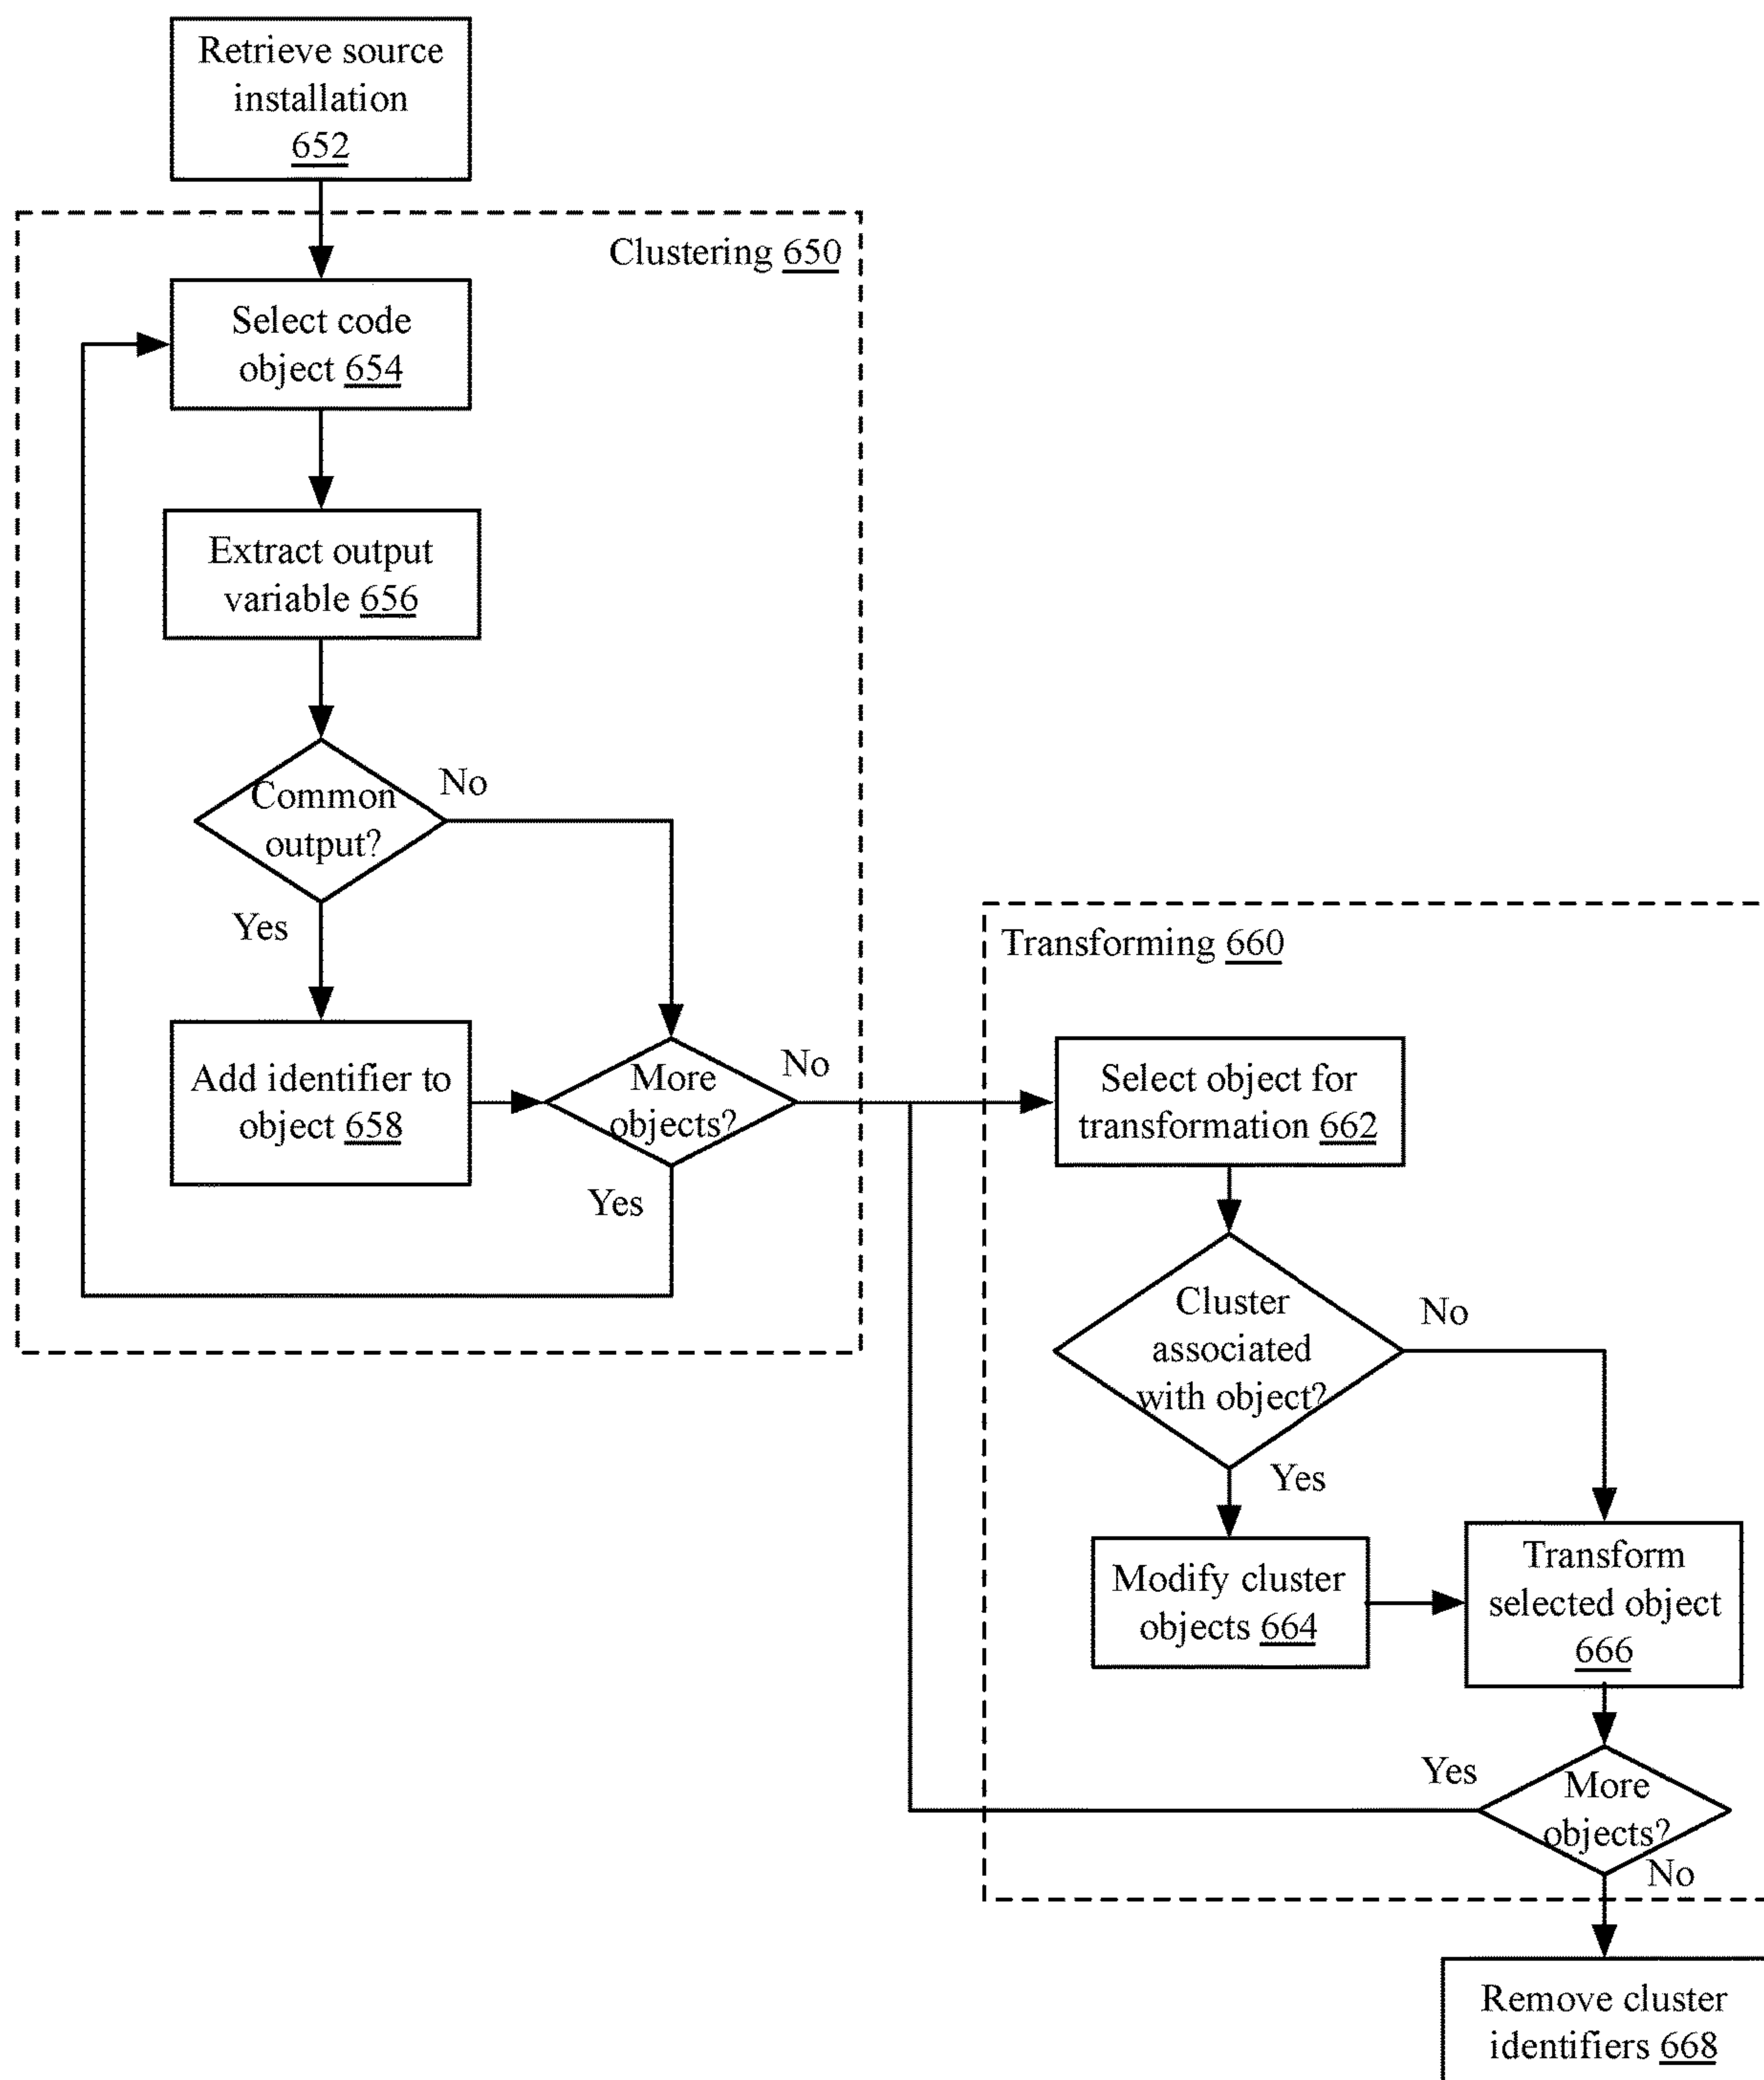 Retrieve source
installation
652
Clustering 650
Select code
object 654
Extract output
variable 656
Common
output?
No
Yes
Add identifier to
object 658
More
objects?
No
Yes
Transforming 660
Select object for
transformation 662
Cluster
associated
with object?
No
Yes
Modify cluster
objects 664
Transform
selected object
666
More
objects?
Yes
No
Remove cluster
identifiers 668